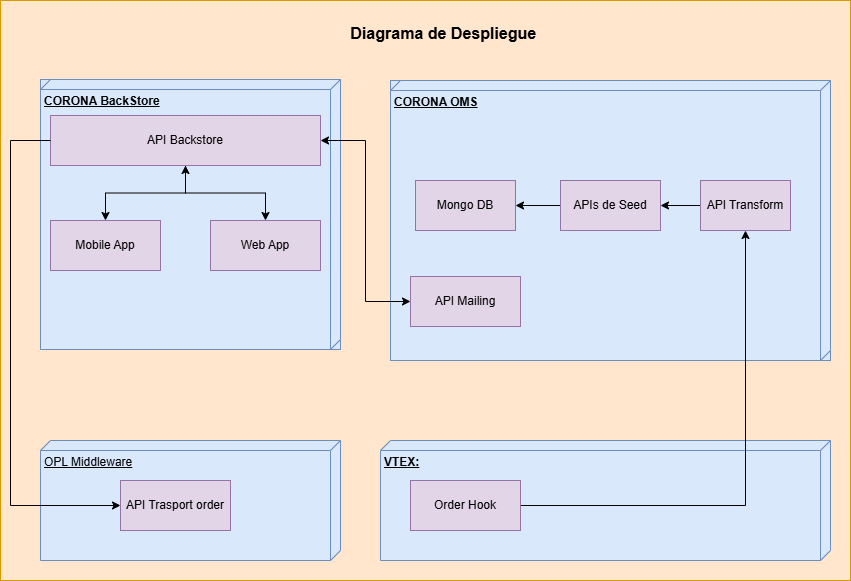 Diagrama de Despliegue
CORONA BackStore
API Backstore
Mobile App
Web App
CORONA OMS
Mongo DB
APIs de Seed
API Transform
API Mailing
OPL Middleware
API Trasport order
VTEX:
Order Hook